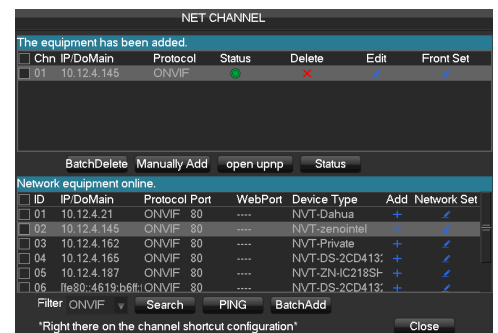 NET CHANNEL
The equipment has been added.
Chn IP/DoMain Protocol Status Delete Edit Front Set
01 10.12.4.145 ONVIF
BatchDelete Manually Add open upnp Status
Network equipment online.
ID IP/DoMain Protocol Port WebPort Device Type Add Network Set
01 10.12.4.21 ONVIF 80 ---- NVT-Dahua
02 10.12.4.145 ONVIF 80 ---- NVT-zenointel
03 10.12.4.162 ONVIF 80 ---- NVT-Private
04 10.12.4.165 ONVIF 80 ---- NVT-DS-2CD413
05 10.12.4.187 ONVIF 80 ---- NVT-ZN-IC218SH
06 ffe80::4619:b6ff: ONVIF 80 ---- NVT-DS-2CD413
Filter ONVIF Search PING BatchAdd
*Right there on the channel shortcut configuration* Close